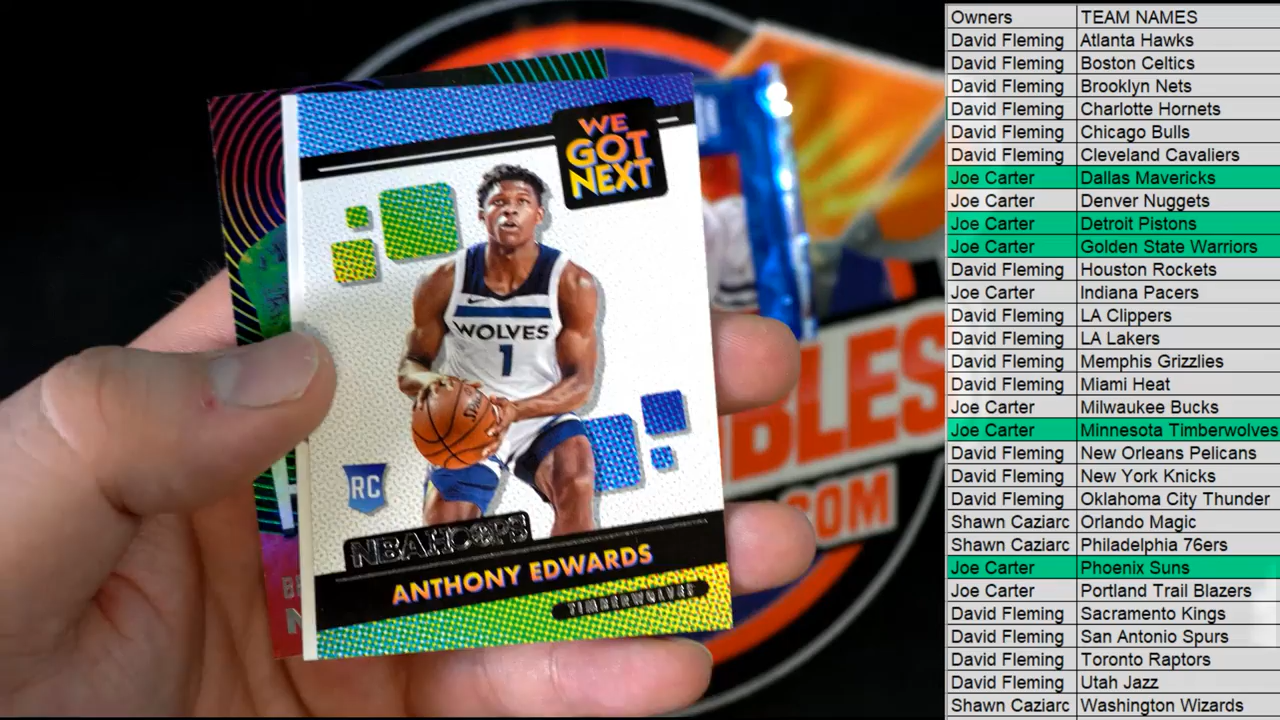 WE
GOT
NEXT
WOLVES
1
RC
NBA HOOPS
ANTHONY EDWARDS
TIMBERWOLVES
BLES
.COM
Owners TEAM NAMES
David Fleming Atlanta Hawks
David Fleming Boston Celtics
David Fleming Brooklyn Nets
David Fleming Charlotte Hornets
David Fleming Chicago Bulls
David Fleming Cleveland Cavaliers
Joe Carter Dallas Mavericks
Joe Carter Denver Nuggets
Joe Carter Detroit Pistons
Joe Carter Golden State Warriors
David Fleming Houston Rockets
Joe Carter Indiana Pacers
David Fleming LA Clippers
David Fleming LA Lakers
David Fleming Memphis Grizzlies
David Fleming Miami Heat
Joe Carter Milwaukee Bucks
Joe Carter Minnesota Timberwolves
David Fleming New Orleans Pelicans
David Fleming New York Knicks
David Fleming Oklahoma City Thunder
Shawn Caziarc Orlando Magic
Shawn Caziarc Philadelphia 76ers
Joe Carter Phoenix Suns
Joe Carter Portland Trail Blazers
David Fleming Sacramento Kings
David Fleming San Antonio Spurs
David Fleming Toronto Raptors
David Fleming Utah Jazz
Shawn Caziarc Washington Wizards